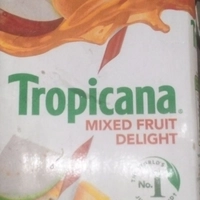 Tropicana
MIXED FRUIT
DELIGHT
No.
1